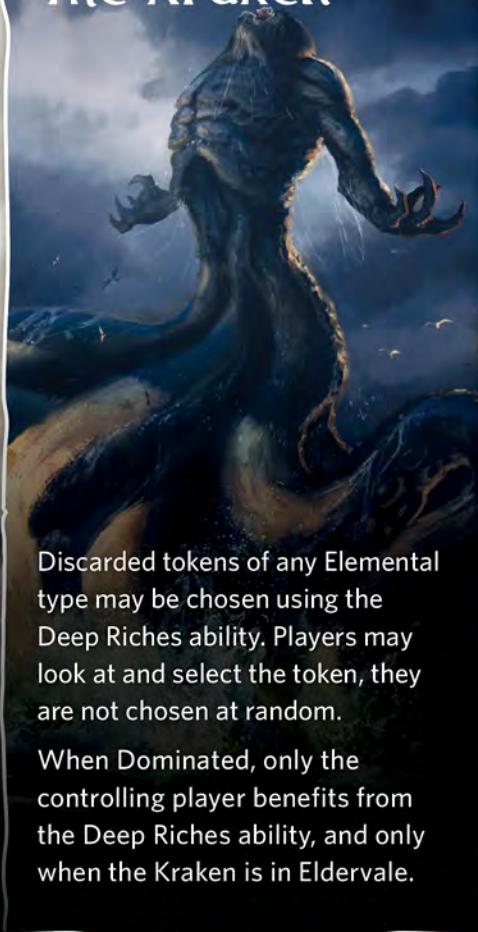 The Kraken
Discarded tokens of any Elemental
type may be chosen using the
Deep Riches ability. Players may
look at and select the token, they
are not chosen at random.
When Dominated, only the
controlling player benefits from
the Deep Riches ability, and only
when the Kraken is in Eldervale.